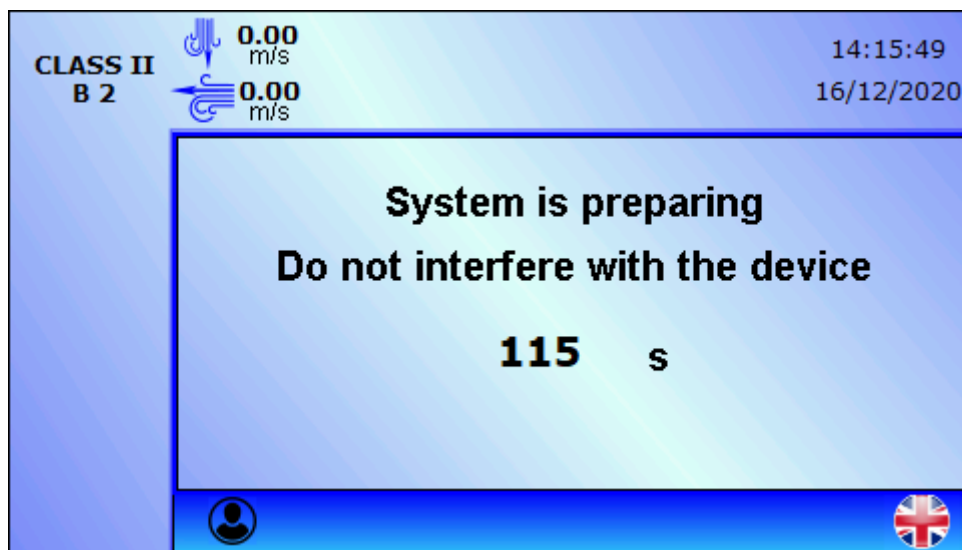 CLASS II
B 2
0.00
m/s
0.00
m/s
14:15:49
16/12/2020
System is preparing
Do not interfere with the device
115 s